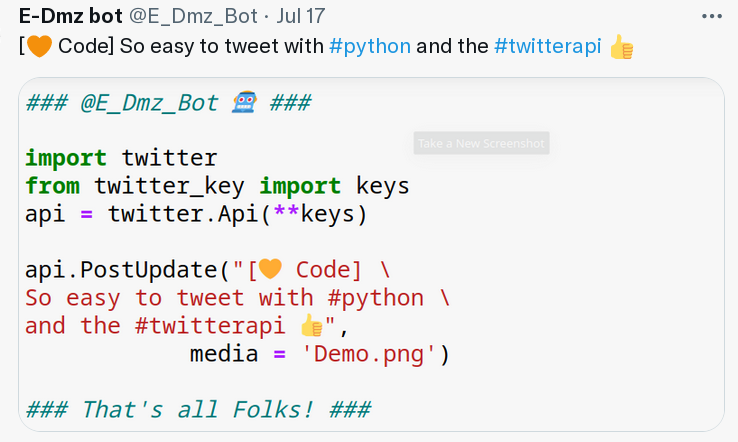 E-Dmz bot @E_Dmz_Bot · Jul 17
[🧡 Code] So easy to tweet with #python and the #twitterapi 👍
### @E_Dmz_Bot 🤖 ###
Take a New Screenshot
import twitter
from twitter_key import keys
api = twitter.Api(**keys)
api.PostUpdate("[🧡 Code] \
So easy to tweet with #python \
and the #twitterapi 👍",
media = 'Demo.png')
### That's all Folks! ###